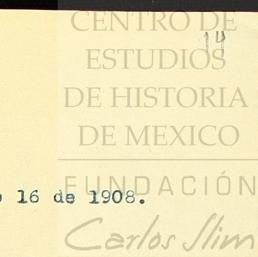 CENTRO DE
14
ESTUDIOS
DE HISTORIA
DE MEXICO
FUNDACIÓN
16 de 1908.
Carlos Slim